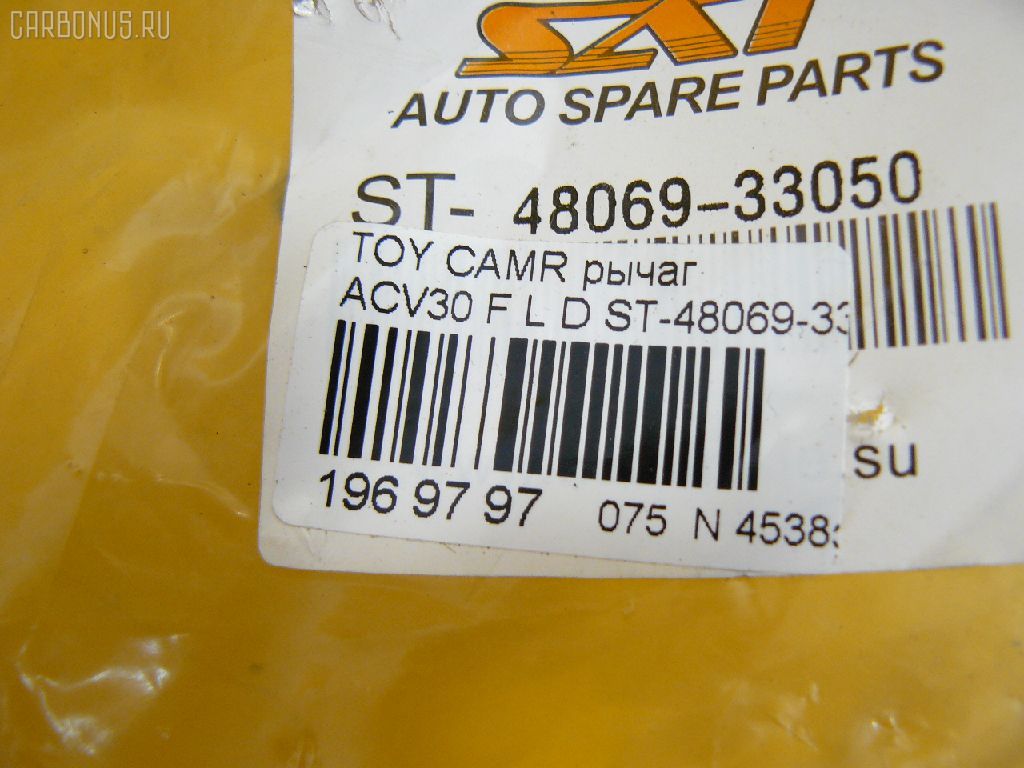 CARBONUS.RU
SAT
AUTO SPARE PARTS
ST- 48069-33050
TOY CAMR рычаг
ACV30 F L D ST-48069-33
196 97 97 075 N 4538
su